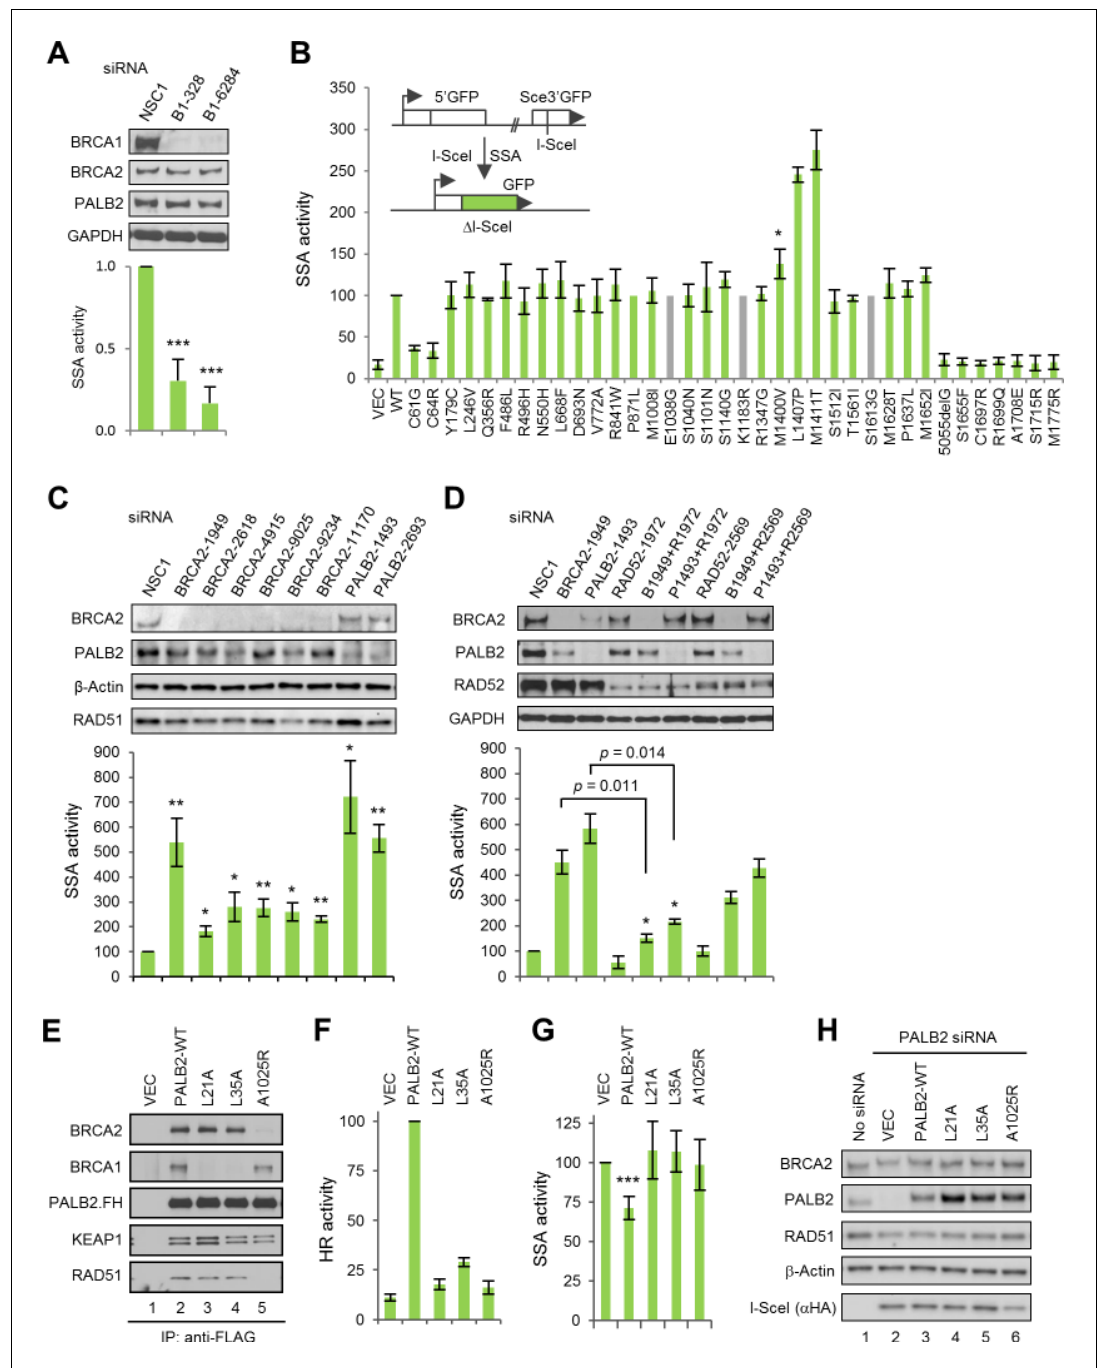 A
siRNA
NSC1
B1-328
B1-6284
BRCA1
BRCA2
PALB2
GAPDH
1.0
0.5
0.0
SSA activity
***
***
B
350
300
250
200
150
100
50
0
SSA activity
5'GFP
Sce3'GFP
I-SceI
I-SceI
SSA
GFP
ΔI-SceI
*
VEC
WT
C61G
C64R
Y179C
L246V
Q356R
F486L
R496H
N550H
L668F
D693N
V772A
R841W
P871L
M1008I
E1038G
S1040N
S1101N
S1140G
K1183R
R1347G
M1400V
L1407P
M1411T
S1512I
T1561I
S1613G
M1628T
P1637L
M1652I
5055delG
S1655F
C1697R
R1699Q
A1708E
S1715R
M1775R
C
siRNA
NSC1
BRCA2-1949
BRCA2-2618
BRCA2-4915
BRCA2-9025
BRCA2-9234
BRCA2-11170
PALB2-1493
PALB2-2693
BRCA2
PALB2
β-Actin
RAD51
900
800
700
600
500
400
300
200
100
0
SSA activity
**
*
*
**
*
**
*
**
D
siRNA
NSC1
BRCA2-1949
PALB2-1493
RAD52-1972
B1949+R1972
P1493+R1972
RAD52-2569
B1949+R2569
P1493+R2569
BRCA2
PALB2
RAD52
GAPDH
900
800
700
600
500
400
300
200
100
0
SSA activity
p = 0.014
p = 0.011
*
*
E
VEC
PALB2-WT
L21A
L35A
A1025R
BRCA2
BRCA1
PALB2.FH
KEAP1
RAD51
1 2 3 4 5
IP: anti-FLAG
F
VEC
PALB2-WT
L21A
L35A
A1025R
100
75
50
25
0
HR activity
G
VEC
PALB2-WT
L21A
L35A
A1025R
125
100
75
50
25
0
SSA activity
***
H
PALB2 siRNA
No siRNA
VEC
PALB2-WT
L21A
L35A
A1025R
BRCA2
PALB2
RAD51
β-Actin
I-SceI (αHA)
1 2 3 4 5 6